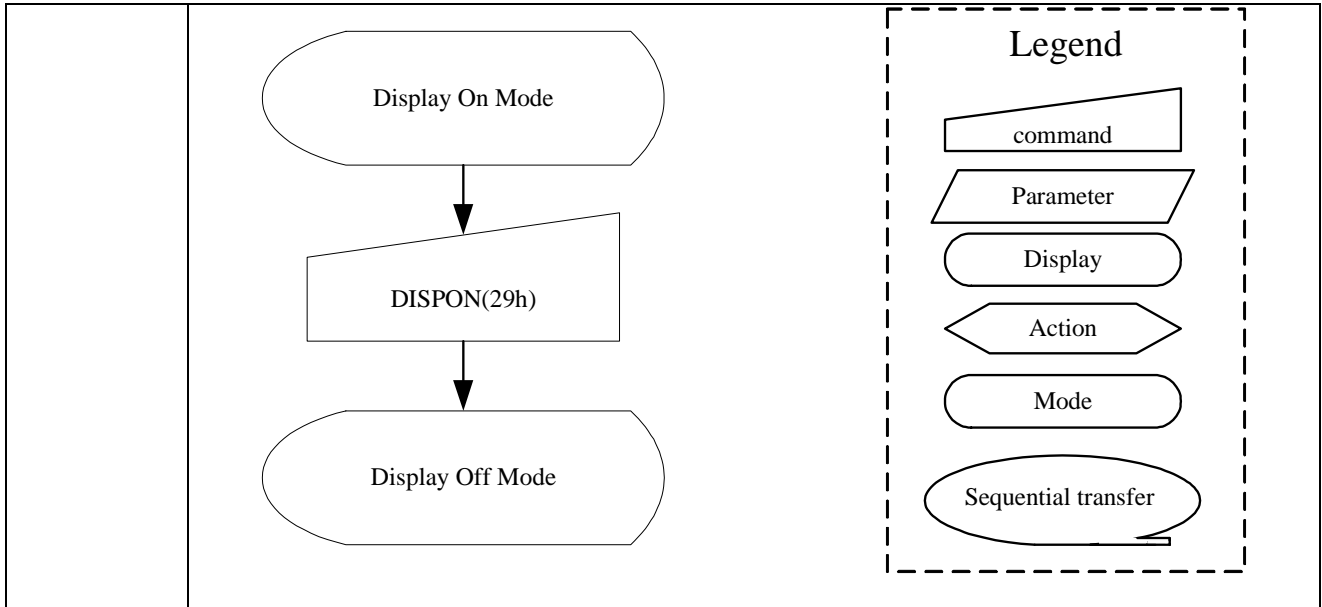 Display On Mode
DISPON(29h)
Display Off Mode
Legend
command
Parameter
Display
Action
Mode
Sequential transfer